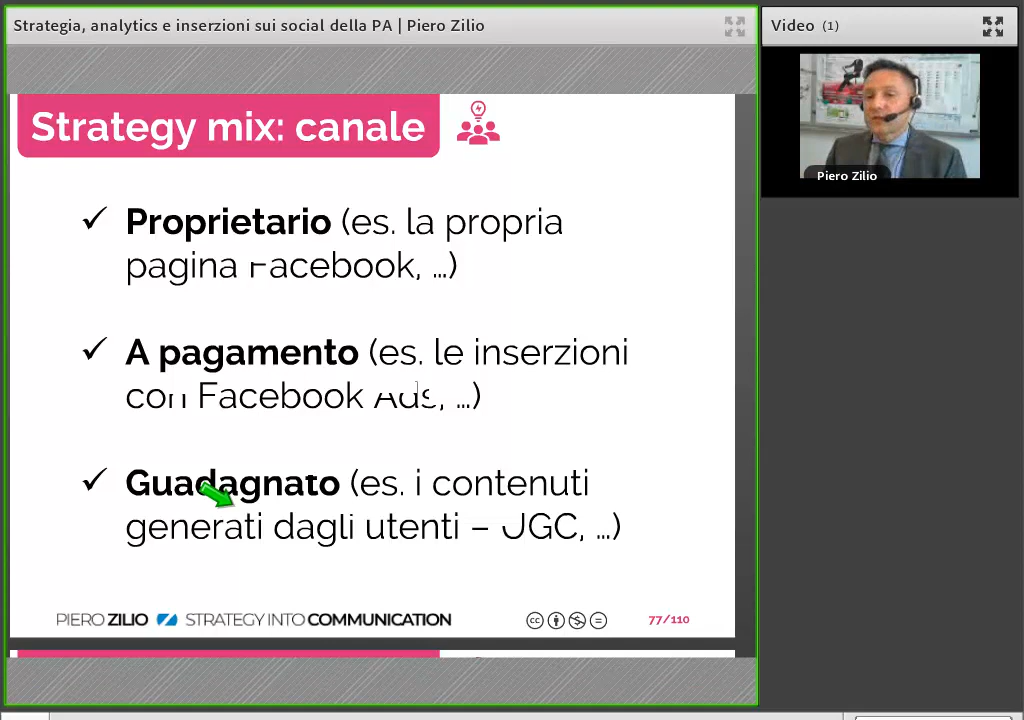 Strategia, analytics e inserzioni sui social della PA | Piero Zilio
Video (1)
Piero Zilio
Strategy mix: canale
✓ Proprietario (es. la propria
pagina Facebook, ...)
✓ A pagamento (es. le inserzioni
con Facebook Ads, ...)
✓ Guadagnato (es. i contenuti
generati dagli utenti – UGC, ...)
PIERO ZILIO STRATEGY INTO COMMUNICATION
cc
77/110